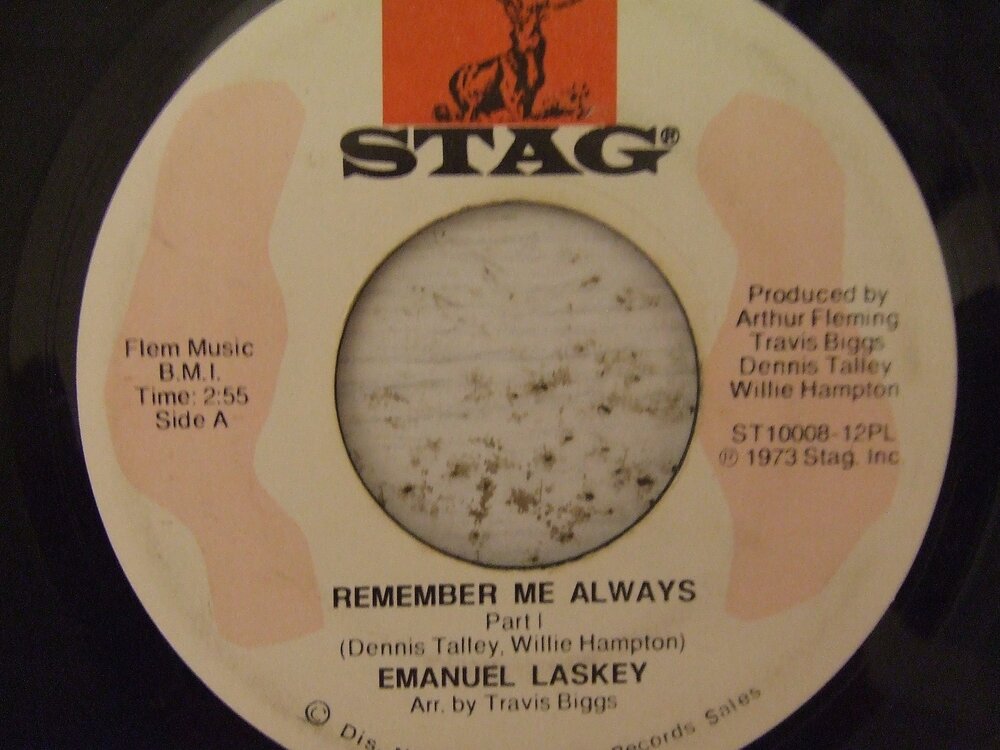 STAG®
Flem Music
B.M.I.
Time: 2:55
Side A
Produced by
Arthur Fleming
Travis Biggs
Dennis Talley
Willie Hampton
ST10008-12PL
℗ 1973 Stag. Inc
REMEMBER ME ALWAYS
Part I
(Dennis Talley, Willie Hampton)
EMANUEL LASKEY
Arr. by Travis Biggs
© Dis. Records Sales